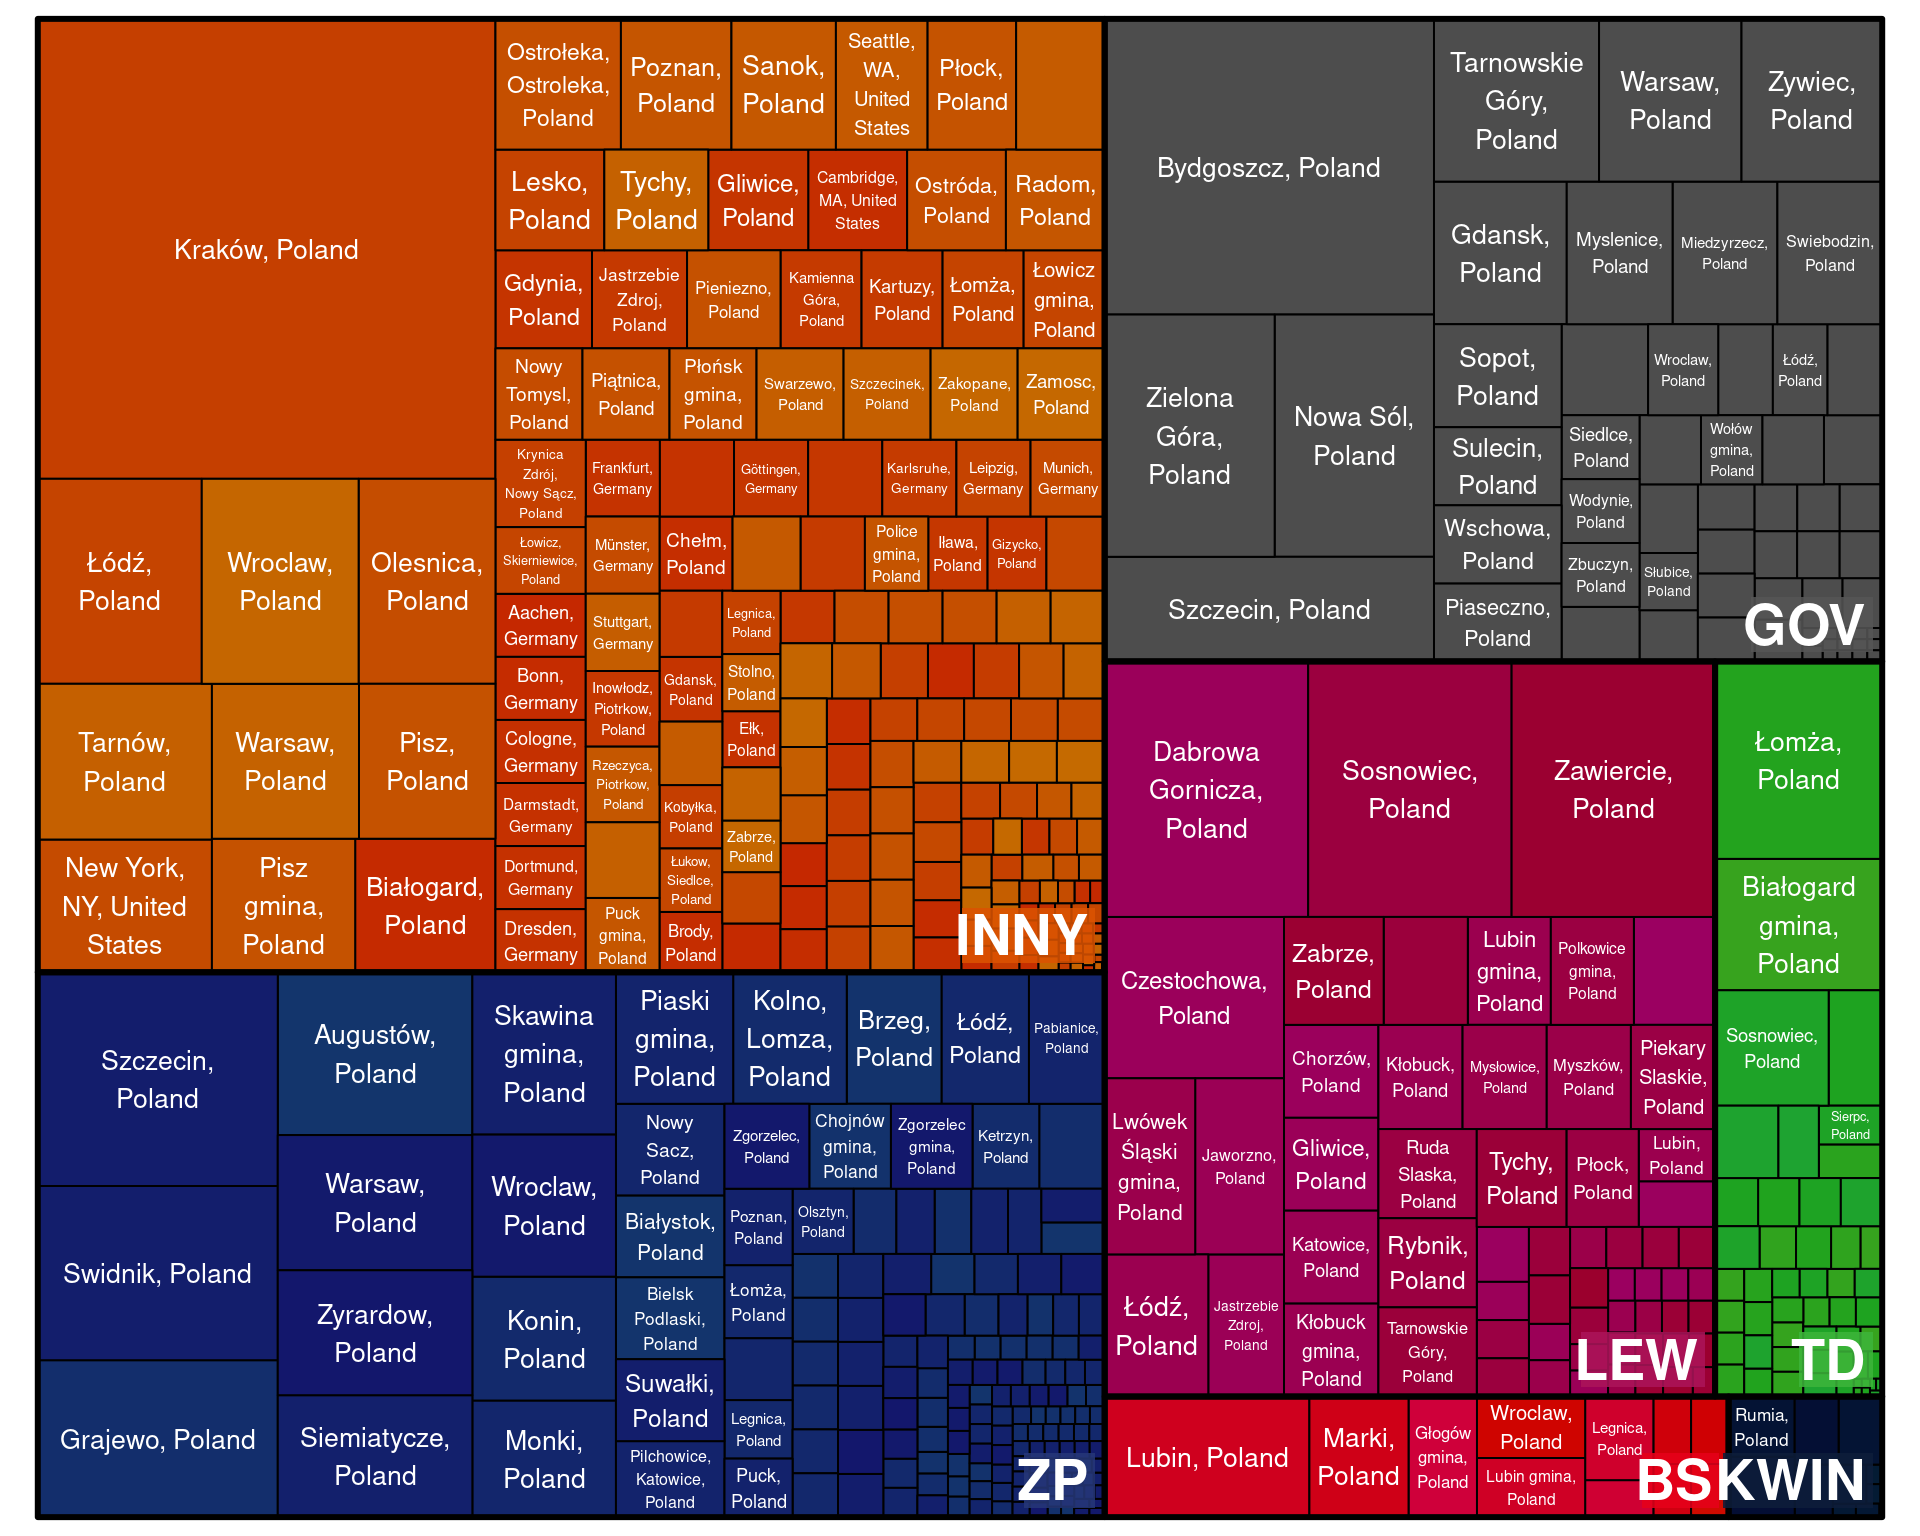 Kraków, Poland
Łódź,
Poland
Wroclaw,
Poland
Olesnica,
Poland
Tarnów,
Poland
Warsaw,
Poland
Pisz,
Poland
New York,
NY, United
States
Pisz
gmina,
Poland
Białogard,
Poland
Ostrołeka,
Ostroleka,
Poland
Poznan,
Poland
Sanok,
Poland
Seattle,
WA,
United
States
Płock,
Poland
Lesko,
Poland
Tychy,
Poland
Gliwice,
Poland
Cambridge,
MA, United
States
Ostróda,
Poland
Radom,
Poland
Gdynia,
Poland
Jastrzebie
Zdroj,
Poland
Pieniezno,
Poland
Kamienna
Góra,
Poland
Kartuzy,
Poland
Łomża,
Poland
Łowicz
gmina,
Poland
Nowy
Tomysl,
Poland
Piątnica,
Poland
Płońsk
gmina,
Poland
Swarzewo,
Poland
Szczecinek,
Poland
Zakopane,
Poland
Zamosc,
Poland
Krynica
Zdrój,
Nowy Sącz,
Poland
Frankfurt,
Germany
Göttingen,
Germany
Karlsruhe,
Germany
Leipzig,
Germany
Munich,
Germany
Łowicz,
Skierniewice,
Poland
Münster,
Germany
Chełm,
Poland
Police
gmina,
Poland
Iława,
Poland
Gizycko,
Poland
Aachen,
Germany
Stuttgart,
Germany
Legnica,
Poland
Bonn,
Germany
Inowłodz,
Piotrkow,
Poland
Gdansk,
Poland
Stolno,
Poland
Cologne,
Germany
Ełk,
Poland
Rzeczyca,
Piotrkow,
Poland
Darmstadt,
Germany
Kobyłka,
Poland
Zabrze,
Poland
Dortmund,
Germany
Łukow,
Siedlce,
Poland
Dresden,
Germany
Puck
gmina,
Poland
Brody,
Poland
INNY
Bydgoszcz, Poland
Tarnowskie
Góry,
Poland
Warsaw,
Poland
Zywiec,
Poland
Gdansk,
Poland
Myslenice,
Poland
Miedzyrzecz,
Poland
Swiebodzin,
Poland
Zielona
Góra,
Poland
Nowa Sól,
Poland
Sopot,
Poland
Wroclaw,
Poland
Łódź,
Poland
Sulecin,
Poland
Siedlce,
Poland
Wołów
gmina,
Poland
Wschowa,
Poland
Wodynie,
Poland
Szczecin, Poland
Zbuczyn,
Poland
Słubice,
Poland
Piaseczno,
Poland
GOV
Dabrowa
Gornicza,
Poland
Sosnowiec,
Poland
Zawiercie,
Poland
Czestochowa,
Poland
Zabrze,
Poland
Lubin
gmina,
Poland
Polkowice
gmina,
Poland
Chorzów,
Poland
Kłobuck,
Poland
Mysłowice,
Poland
Myszków,
Poland
Piekary
Slaskie,
Poland
Lwówek
Śląski
gmina,
Poland
Jaworzno,
Poland
Gliwice,
Poland
Ruda
Slaska,
Poland
Tychy,
Poland
Płock,
Poland
Lubin,
Poland
Katowice,
Poland
Rybnik,
Poland
Łódź,
Poland
Jastrzebie
Zdroj,
Poland
Kłobuck
gmina,
Poland
Tarnowskie
Góry,
Poland
LEW
Łomża,
Poland
Białogard
gmina,
Poland
Sosnowiec,
Poland
Sierpc,
Poland
TD
Szczecin,
Poland
Augustów,
Poland
Skawina
gmina,
Poland
Piaski
gmina,
Poland
Kolno,
Lomza,
Poland
Brzeg,
Poland
Łódź,
Poland
Pabianice,
Poland
Swidnik, Poland
Warsaw,
Poland
Wroclaw,
Poland
Nowy
Sacz,
Poland
Zgorzelec,
Poland
Chojnów
gmina,
Poland
Zgorzelec
gmina,
Poland
Ketrzyn,
Poland
Białystok,
Poland
Poznan,
Poland
Olsztyn,
Poland
Zyrardow,
Poland
Konin,
Poland
Bielsk
Podlaski,
Poland
Łomża,
Poland
Grajewo, Poland
Siemiatycze,
Poland
Monki,
Poland
Suwałki,
Poland
Legnica,
Poland
Pilchowice,
Katowice,
Poland
Puck,
Poland
ZP
Lubin, Poland
Marki,
Poland
Głogów
gmina,
Poland
Wroclaw,
Poland
Lubin gmina,
Poland
Legnica,
Poland
BS
Rumia,
Poland
KWIN